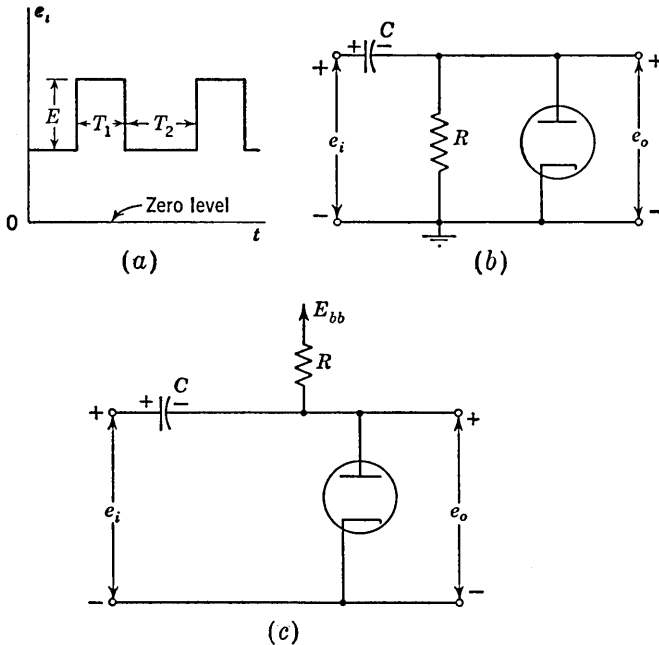 e_i
E
T_1
T_2
0
Zero level
t
(a)
+
C
−
+
+
e_i
R
e_o
−
−
(b)
E_bb
R
+
C
−
+
+
e_i
e_o
−
−
(c)